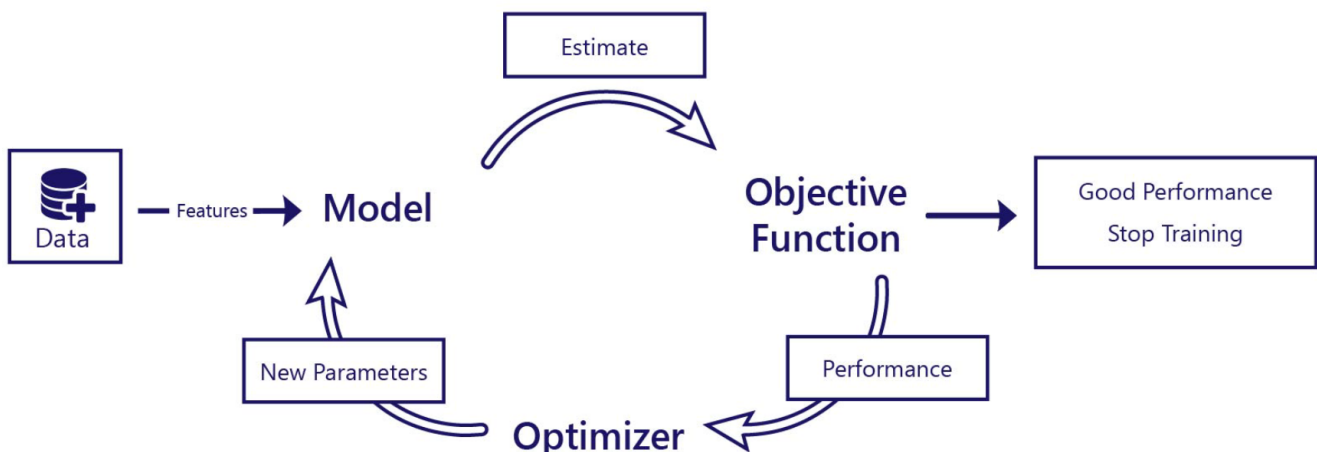 Estimate
Data
Features
Model
Objective
Function
Good Performance
Stop Training
New Parameters
Performance
Optimizer